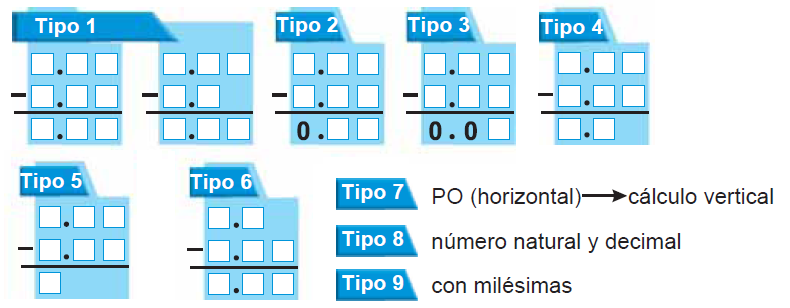 Tipo 1
Tipo 2
Tipo 3
Tipo 4
0.
0.0
Tipo 5
Tipo 6
Tipo 7 PO (horizontal) → cálculo vertical
Tipo 8 número natural y decimal
Tipo 9 con milésimas